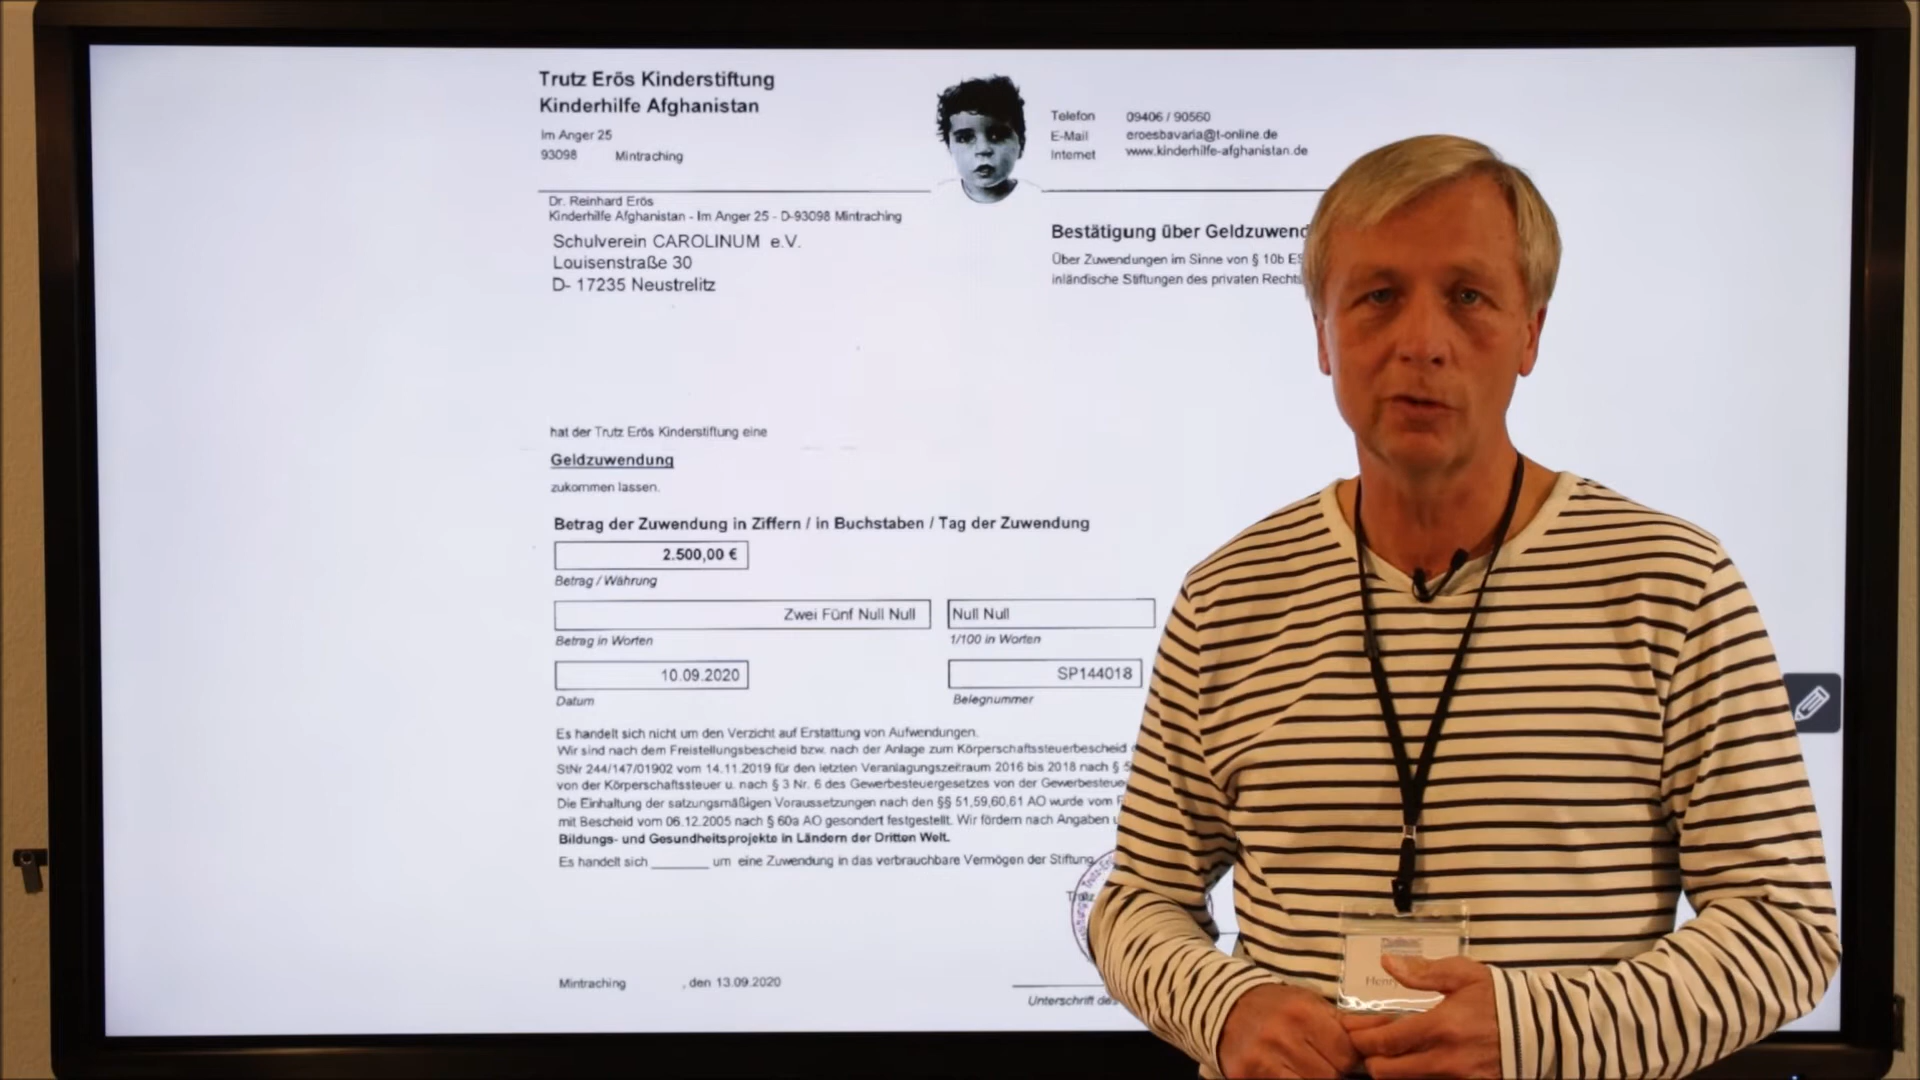 Trutz Erös Kinderstiftung
Kinderhilfe Afghanistan
Im Anger 25
93098 Mintraching
Telefon 09406 / 90560
E-Mail eroesbavaria@t-online.de
Internet www.kinderhilfe-afghanistan.de
Dr. Reinhard Erös
Kinderhilfe Afghanistan - Im Anger 25 - D-93098 Mintraching
Schulverein CAROLINUM e.V.
Louisenstraße 30
D- 17235 Neustrelitz
Bestätigung über Geldzuwend
Über Zuwendungen im Sinne von § 10b ES
inländische Stiftungen des privaten Rechts
hat der Trutz Erös Kinderstiftung eine
Geldzuwendung
zukommen lassen.
Betrag der Zuwendung in Ziffern / in Buchstaben / Tag der Zuwendung
2.500,00 €
Betrag / Währung
Zwei Fünf Null Null Null Null
Betrag in Worten 1/100 in Worten
10.09.2020 SP144018
Datum Belegnummer
Es handelt sich nicht um den Verzicht auf Erstattung von Aufwendungen.
Wir sind nach dem Freistellungsbescheid bzw. nach der Anlage zum Körperschaftssteuerbescheid
StNr 244/147/01902 vom 14.11.2019 für den letzten Veranlagungszeitraum 2016 bis 2018 nach §
von der Körperschaftssteuer u. nach § 3 Nr. 6 des Gewerbesteuergesetzes von der Gewerbesteue
Die Einhaltung der satzungsmäßigen Voraussetzungen nach den §§ 51,59,60,61 AO wurde vom
mit Bescheid vom 06.12.2005 nach § 60a AO gesondert festgestellt. Wir fördern nach Angaben
Bildungs- und Gesundheitsprojekte in Ländern der Dritten Welt.
Es handelt sich ________ um eine Zuwendung in das verbrauchbare Vermögen der Stiftung
Mintraching , den 13.09.2020
Unterschrift des
Henry